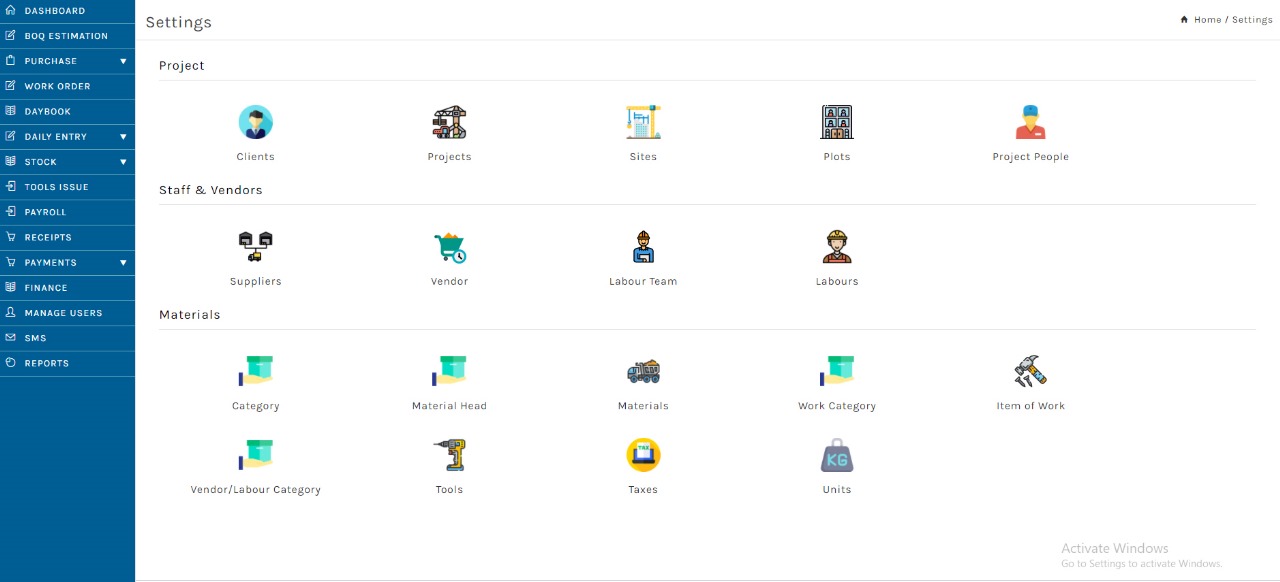 DASHBOARD
BOQ ESTIMATION
PURCHASE
WORK ORDER
DAYBOOK
DAILY ENTRY
STOCK
TOOLS ISSUE
PAYROLL
RECEIPTS
PAYMENTS
FINANCE
MANAGE USERS
SMS
REPORTS
Settings
Home / Settings
Project
Clients
Projects
Sites
Plots
Project People
Staff & Vendors
Suppliers
Vendor
Labour Team
Labours
Materials
Category
Material Head
Materials
Work Category
Item of Work
Vendor/Labour Category
Tools
TAX
Taxes
KG
Units
Activate Windows
Go to Settings to activate Windows.